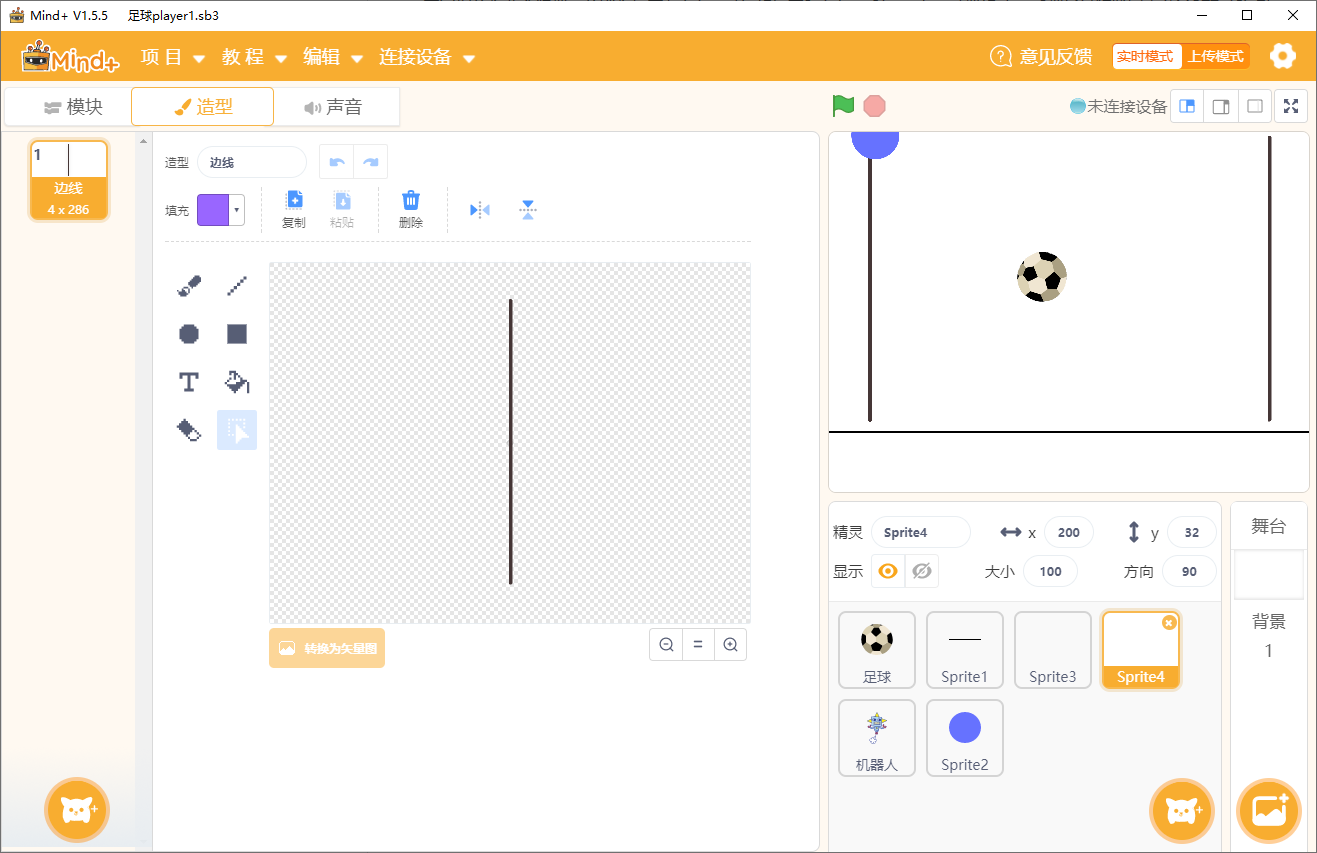 Mind+ V1.5.5 足球player1.sb3
Mind+ 项目 教程 编辑 连接设备 意见反馈 实时模式 上传模式
模块 造型 声音 未连接设备
1
边线
4 x 286
造型 边线
填充 复制 粘贴 删除
T
转换为矢量图
精灵 Sprite4 x 200 y 32
显示 大小 100 方向 90
足球 Sprite1 Sprite3 Sprite4
机器人 Sprite2
舞台
背景
1